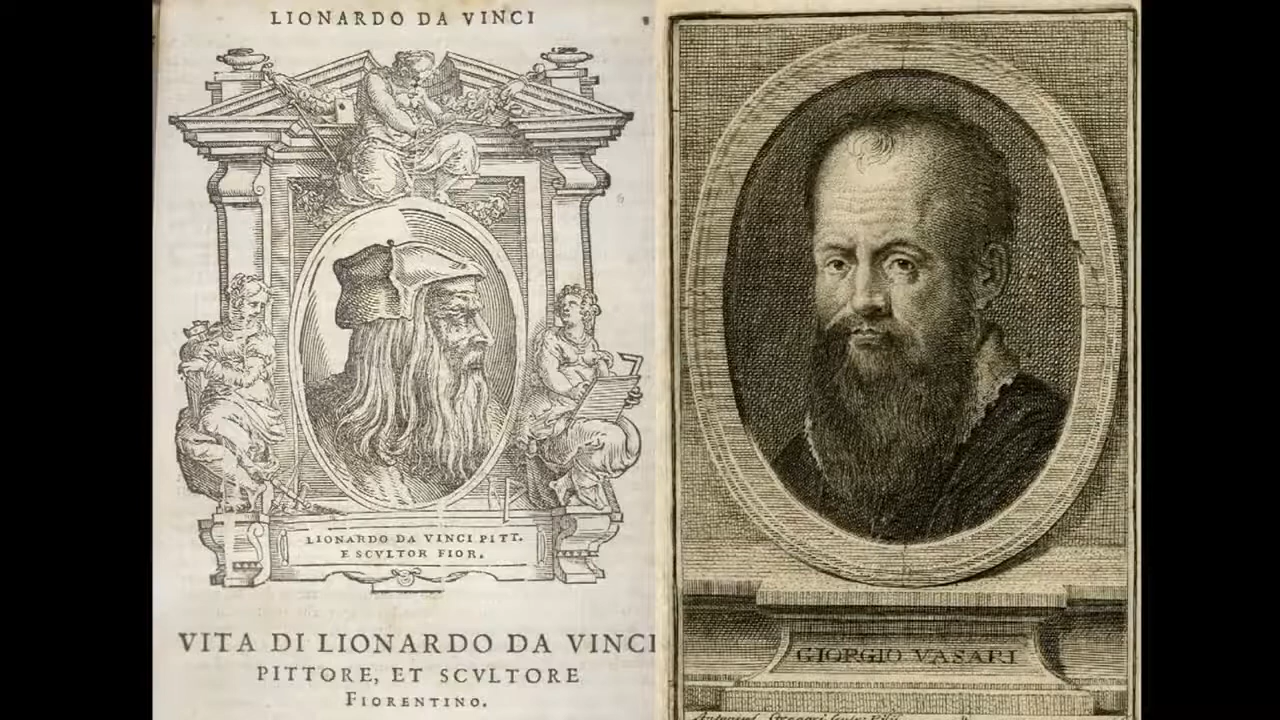 LIONARDO DA VINCI
LIONARDO DA VINCI PITT.
E SCVLTOR FIOR.
VITA DI LIONARDO DA VINCI
PITTORE, ET SCVLTORE
FIORENTINO.
GIORGIO VASARI